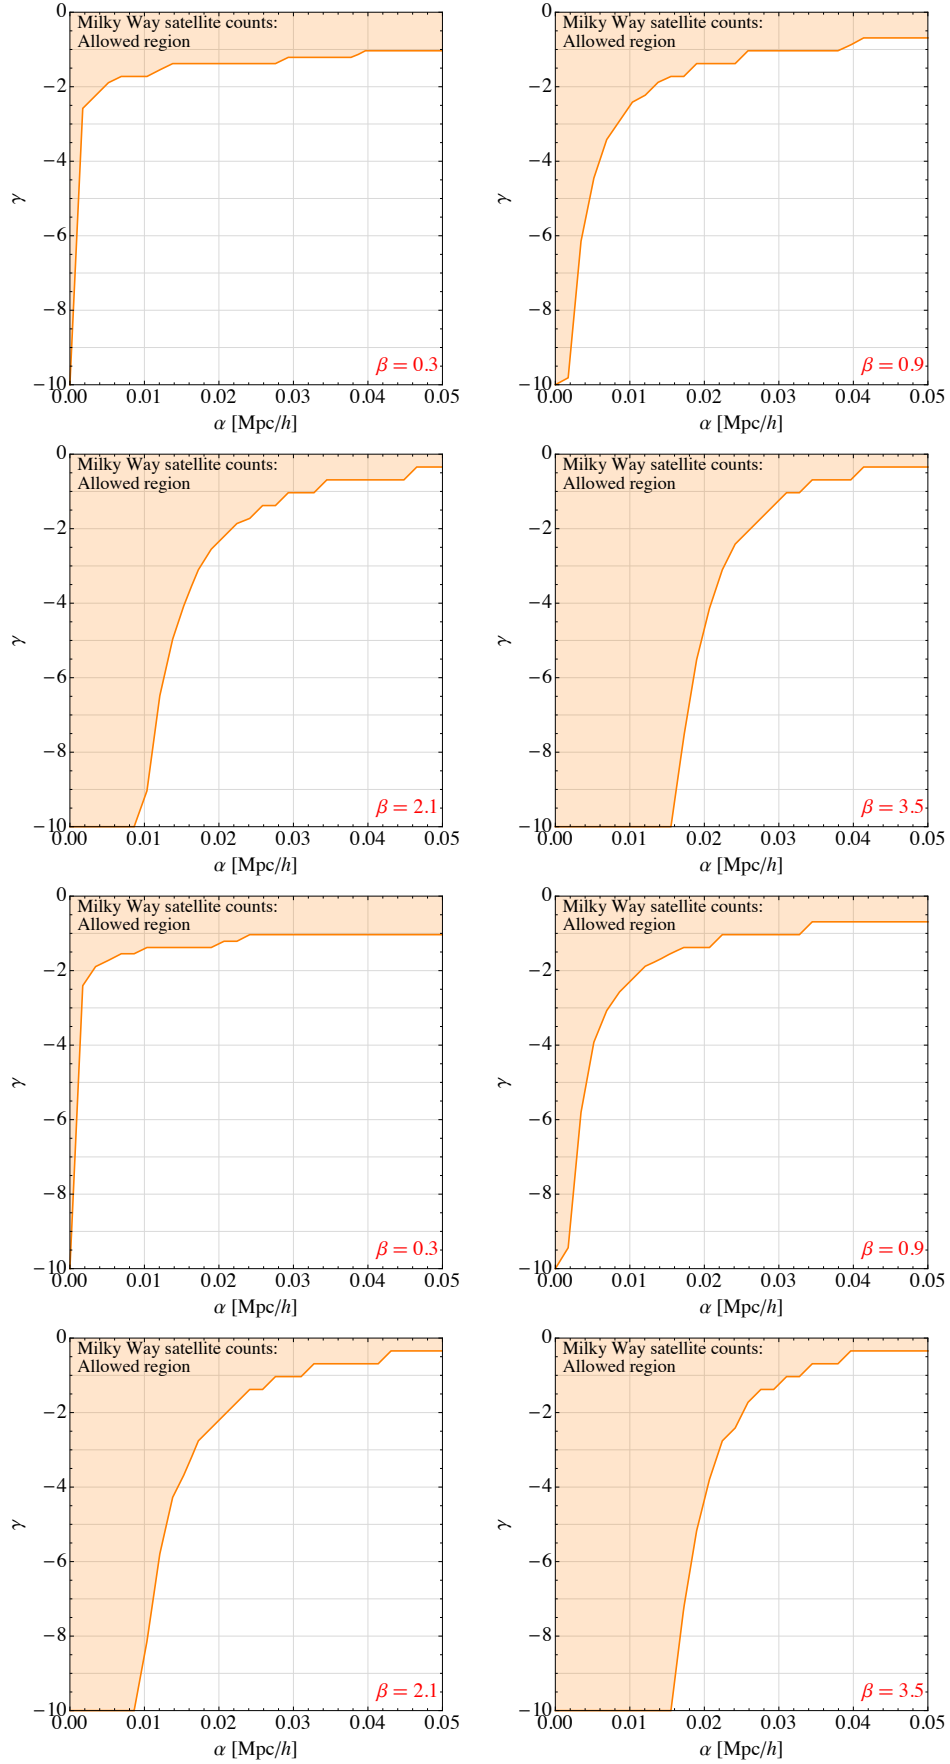 0
Milky Way satellite counts:
Allowed region
−2
−4
γ
−6
−8
β = 0.3
−10
0.00 0.01 0.02 0.03 0.04 0.05
α [Mpc/h]
0
Milky Way satellite counts:
Allowed region
−2
−4
γ
−6
−8
β = 0.9
−10
0.00 0.01 0.02 0.03 0.04 0.05
α [Mpc/h]
0
Milky Way satellite counts:
Allowed region
−2
−4
γ
−6
−8
β = 2.1
−10
0.00 0.01 0.02 0.03 0.04 0.05
α [Mpc/h]
0
Milky Way satellite counts:
Allowed region
−2
−4
γ
−6
−8
β = 3.5
−10
0.00 0.01 0.02 0.03 0.04 0.05
α [Mpc/h]
0
Milky Way satellite counts:
Allowed region
−2
−4
γ
−6
−8
β = 0.3
−10
0.00 0.01 0.02 0.03 0.04 0.05
α [Mpc/h]
0
Milky Way satellite counts:
Allowed region
−2
−4
γ
−6
−8
β = 0.9
−10
0.00 0.01 0.02 0.03 0.04 0.05
α [Mpc/h]
0
Milky Way satellite counts:
Allowed region
−2
−4
γ
−6
−8
β = 2.1
−10
0.00 0.01 0.02 0.03 0.04 0.05
α [Mpc/h]
0
Milky Way satellite counts:
Allowed region
−2
−4
γ
−6
−8
β = 3.5
−10
0.00 0.01 0.02 0.03 0.04 0.05
α [Mpc/h]